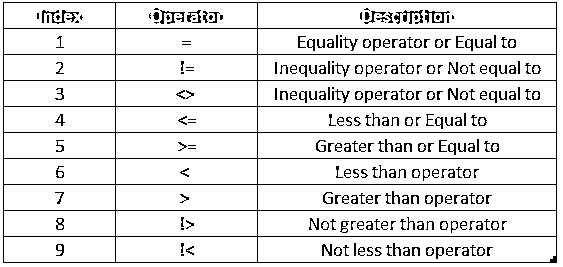 Index Operator Description
1 = Equality operator or Equal to
2 != Inequality operator or Not equal to
3 <> Inequality operator or Not equal to
4 <= Less than or Equal to
5 >= Greater than or Equal to
6 < Less than operator
7 > Greater than operator
8 !> Not greater than operator
9 !< Not less than operator